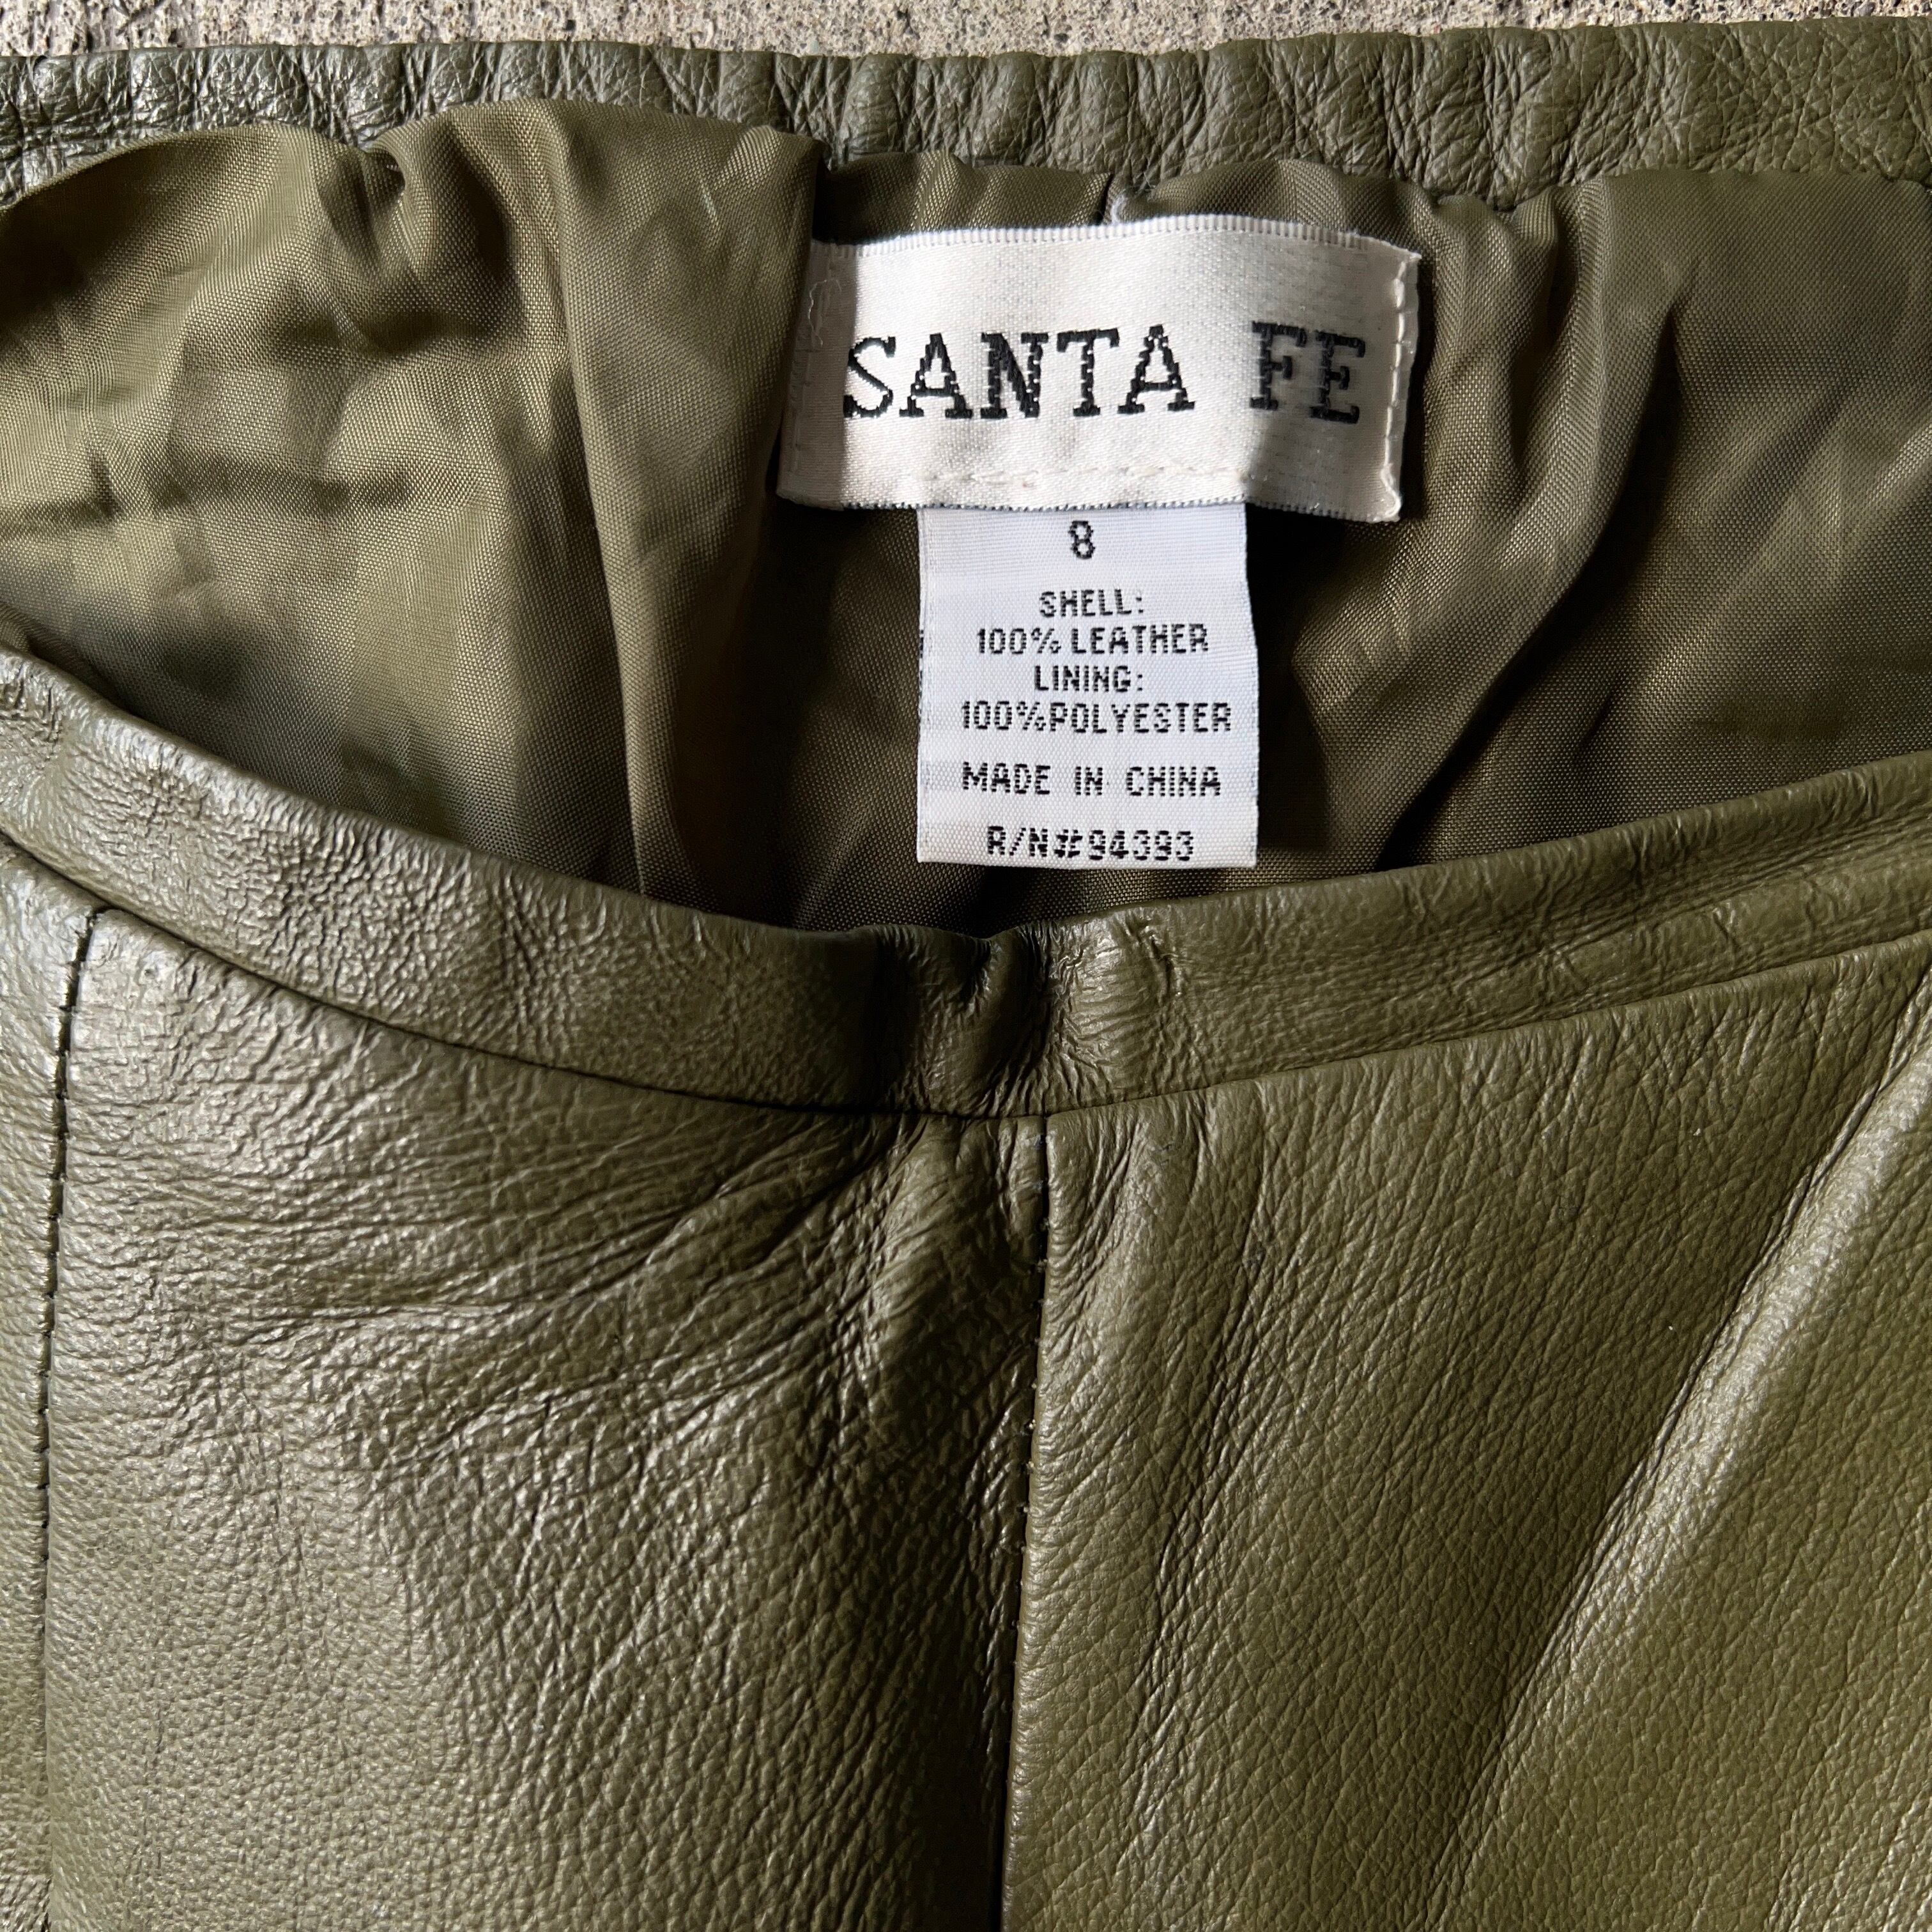 SANTA FE
8
SHELL:
100% LEATHER
LINING:
100%POLYESTER
MADE IN CHINA
R/N#94393